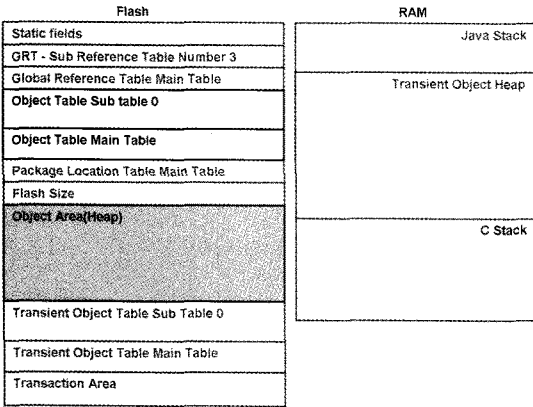 Flash
Static fields
GRT - Sub Reference Table Number 3
Global Reference Table Main Table
Object Table Sub table 0
Object Table Main Table
Package Location Table Main Table
Flash Size
Object Area(Heap)
Transient Object Table Sub Table 0
Transient Object Table Main Table
Transaction Area
RAM
Java Stack
Transient Object Heap
C Stack